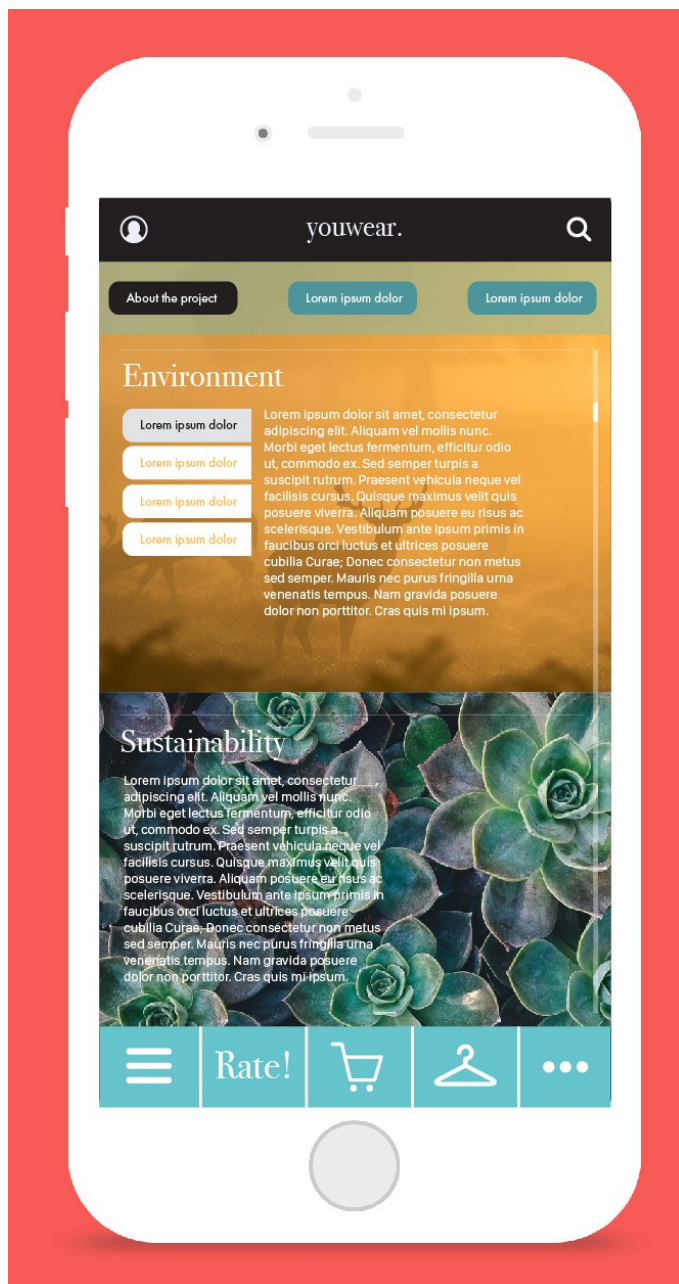 youwear.
About the project
Lorem ipsum dolor
Lorem ipsum dolor
Environment
Lorem ipsum dolor
Lorem ipsum dolor
Lorem ipsum dolor
Lorem ipsum dolor
Lorem ipsum dolor sit amet, consectetur
adipiscing elit. Aliquam vel mollis nunc.
Morbi eget lectus fermentum, efficitur odio
ut, commodo ex. Sed semper turpis a
suscipit rutrum. Praesent vehicula neque vel
facilisis cursus. Quisque maximus velit quis
posuere viverra. Aliquam posuere eu risus ac
scelerisque. Vestibulum ante ipsum primis in
faucibus orci luctus et ultrices posuere
cubilia Curae; Donec consectetur non metus
sed semper. Mauris nec purus fringilla urna
venenatis tempus. Nam gravida posuere
dolor non porttitor. Cras quis mi ipsum.
Sustainability
Lorem ipsum dolor sit amet, consectetur
adipiscing elit. Aliquam vel mollis nunc.
Morbi eget lectus fermentum, efficitur odio
ut, commodo ex. Sed semper turpis a
suscipit rutrum. Praesent vehicula neque vel
facilisis cursus. Quisque maximus velit quis
posuere viverra. Aliquam posuere eu risus ac
scelerisque. Vestibulum ante ipsum primis in
faucibus orci luctus et ultrices posuere
cubilia Curae; Donec consectetur non metus
sed semper. Mauris nec purus fringilla urna
venenatis tempus. Nam gravida posuere
dolor non porttitor. Cras quis mi ipsum.
Rate!